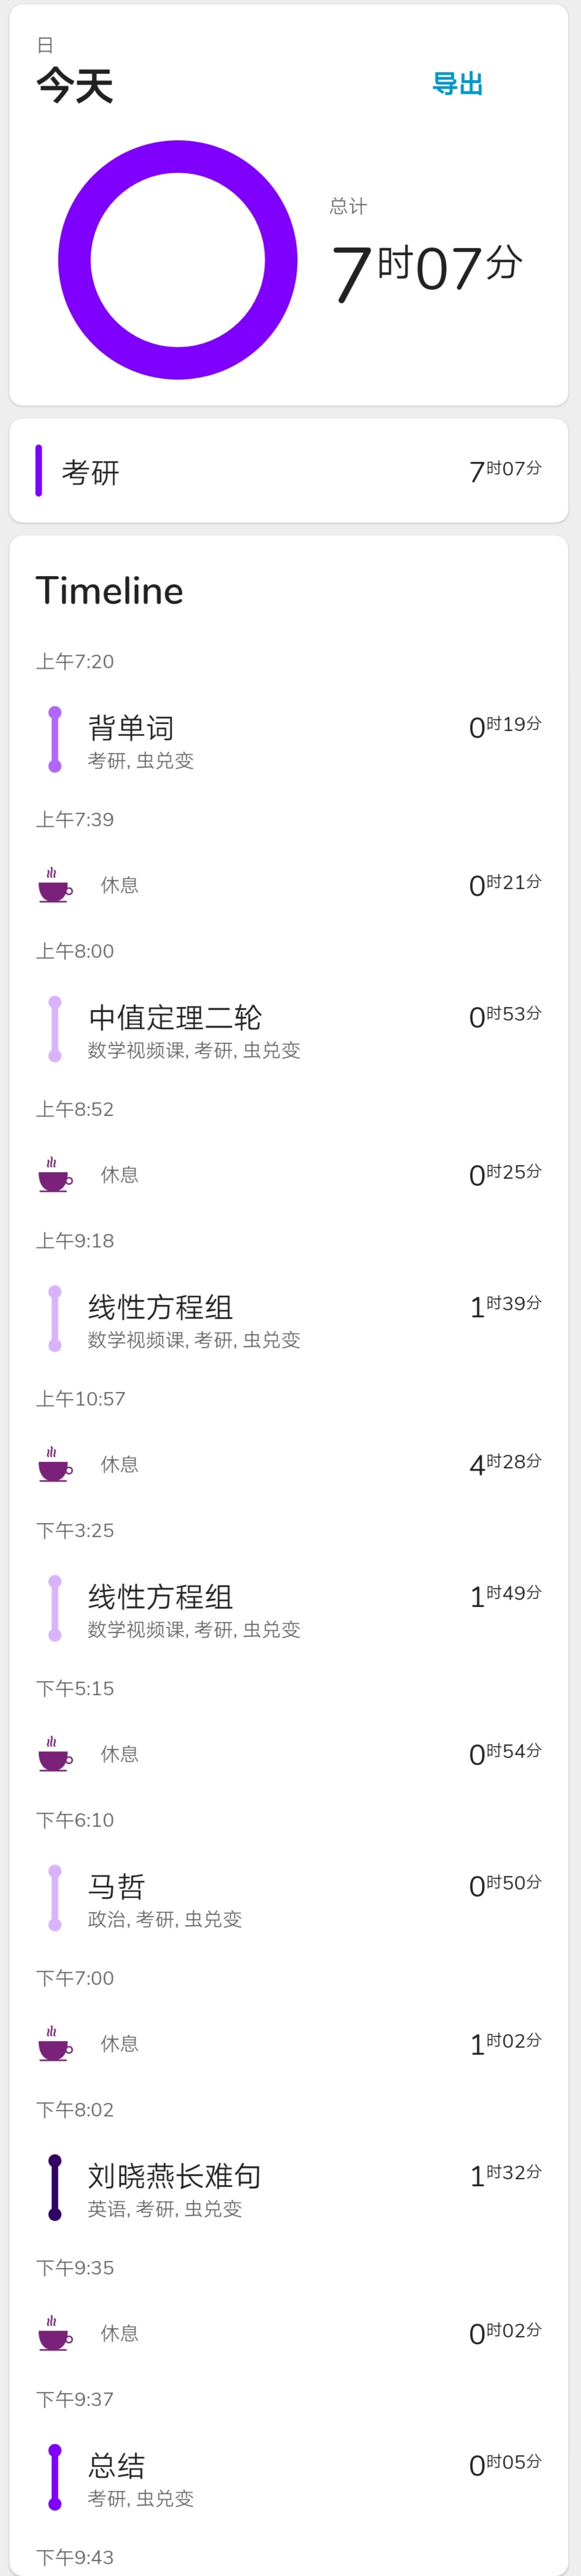 日
今天
导出
总计
7时07分
考研
7时07分
Timeline
上午7:20
背单词
0时19分
考研, 虫兑变
上午7:39
休息
0时21分
上午8:00
中值定理二轮
0时53分
数学视频课, 考研, 虫兑变
上午8:52
休息
0时25分
上午9:18
线性方程组
1时39分
数学视频课, 考研, 虫兑变
上午10:57
休息
4时28分
下午3:25
线性方程组
1时49分
数学视频课, 考研, 虫兑变
下午5:15
休息
0时54分
下午6:10
马哲
0时50分
政治, 考研, 虫兑变
下午7:00
休息
1时02分
下午8:02
刘晓燕长难句
1时32分
英语, 考研, 虫兑变
下午9:35
休息
0时02分
下午9:37
总结
0时05分
考研, 虫兑变
下午9:43